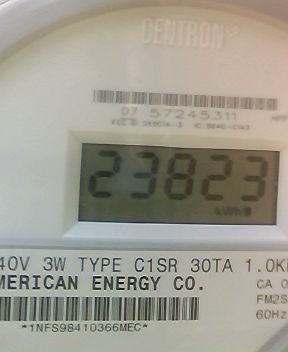 CENTRON®
07 57245311
23823
kWh
40V 3W TYPE C1SR 30TA 1.0K
MERICAN ENERGY CO.
CA 0
FM2S
60Hz
*1NFS98410366MEC*